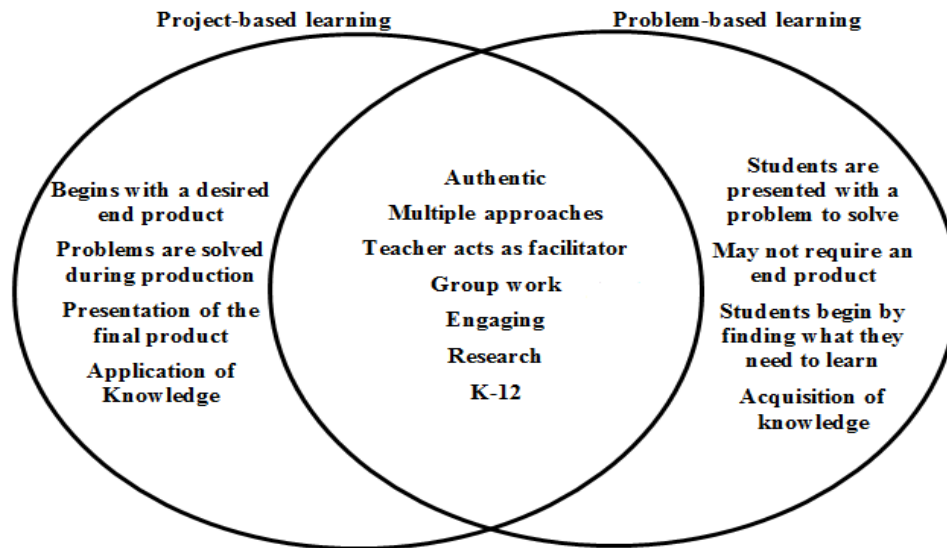 Project-based learning
Problem-based learning
Begins with a desired
end product
Problems are solved
during production
Presentation of the
final product
Application of
Knowledge
Authentic
Multiple approaches
Teacher acts as facilitator
Group work
Engaging
Research
K-12
Students are
presented with a
problem to solve
May not require an
end product
Students begin by
finding what they
need to learn
Acquisition of
knowledge